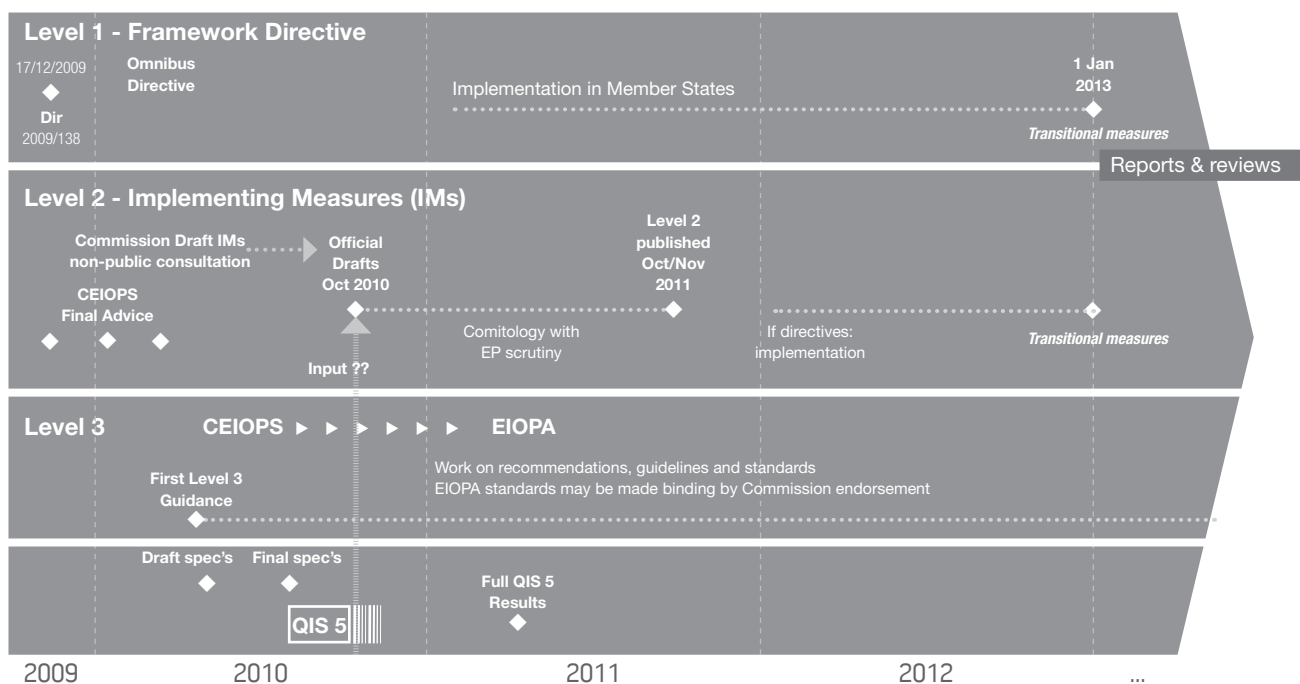 Level 1 - Framework Directive
17/12/2009
Dir
2009/138
Omnibus
Directive
Implementation in Member States
1 Jan
2013
Transitional measures
Reports & reviews
Level 2 - Implementing Measures (IMs)
Commission Draft IMs
non-public consultation
CEIOPS
Final Advice
Official
Drafts
Oct 2010
Input ??
Level 2
published
Oct/Nov
2011
Comitology with
EP scrutiny
If directives:
implementation
Transitional measures
Level 3
CEIOPS
EIOPA
First Level 3
Guidance
Work on recommendations, guidelines and standards
EIOPA standards may be made binding by Commission endorsement
Draft spec's
Final spec's
QIS 5
Full QIS 5
Results
2009
2010
2011
2012
...